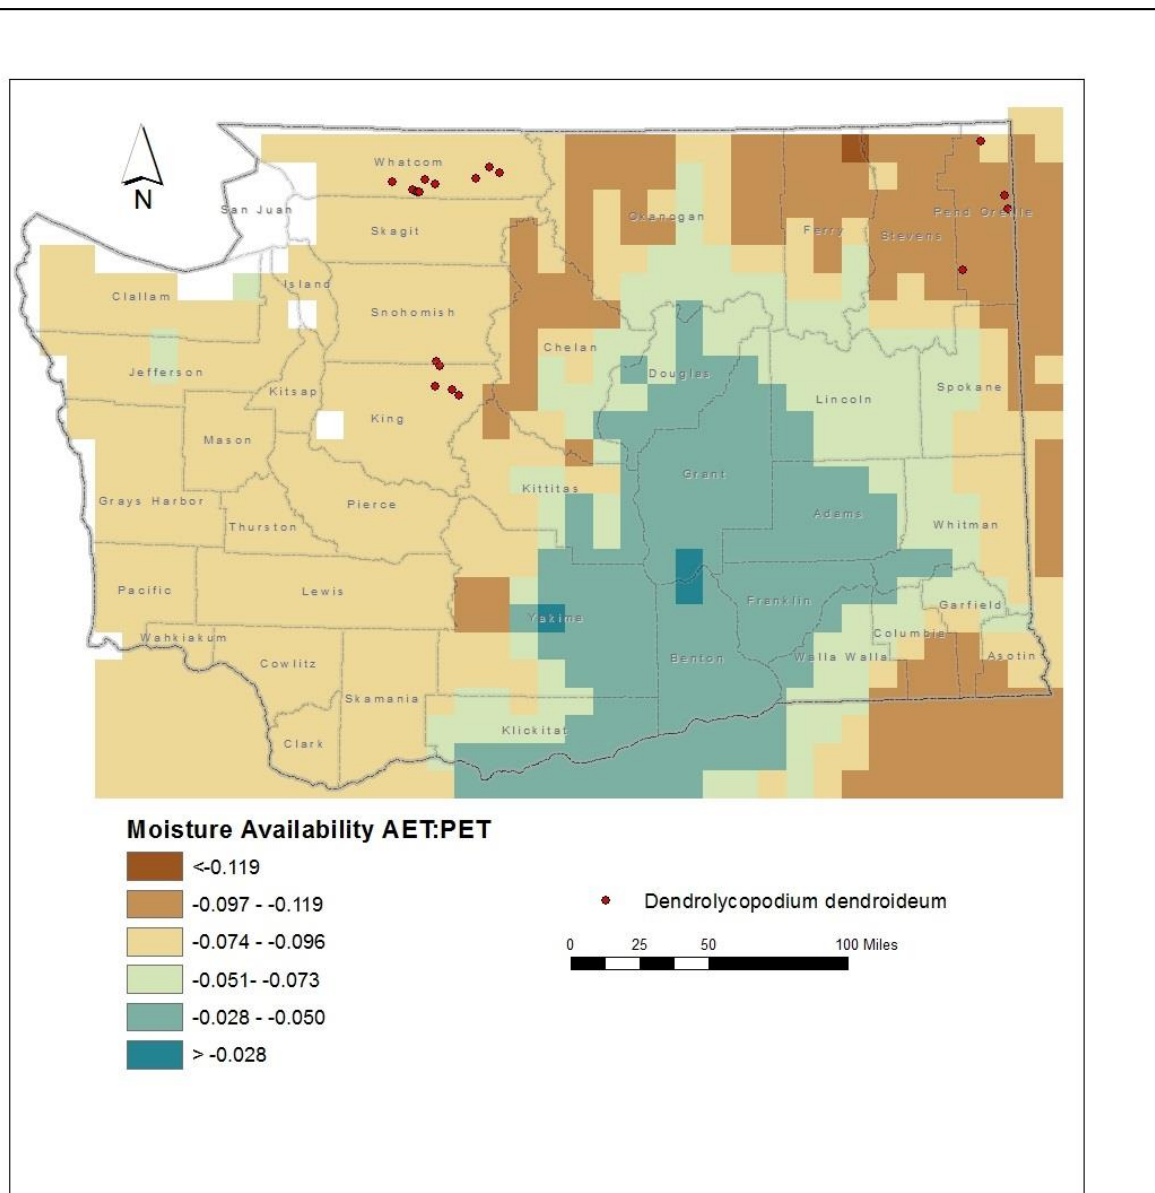 N
Whatcom
San Juan
Skagit
Okanogan
Ferry
Stevens
Pend Oreille
Clallam
Island
Snohomish
Chelan
Jefferson
Kitsap
King
Douglas
Lincoln
Spokane
Mason
Grays Harbor
Thurston
Pierce
Kittitas
Grant
Adams
Whitman
Pacific
Lewis
Yakima
Franklin
Garfield
Wahkiakum
Cowlitz
Benton
Columbia
Walla Walla
Asotin
Skamania
Clark
Klickitat
Moisture Availability AET:PET
<-0.119
-0.097 - -0.119
-0.074 - -0.096
-0.051- -0.073
-0.028 - -0.050
> -0.028
Dendrolycopodium dendroideum
0 25 50 100 Miles